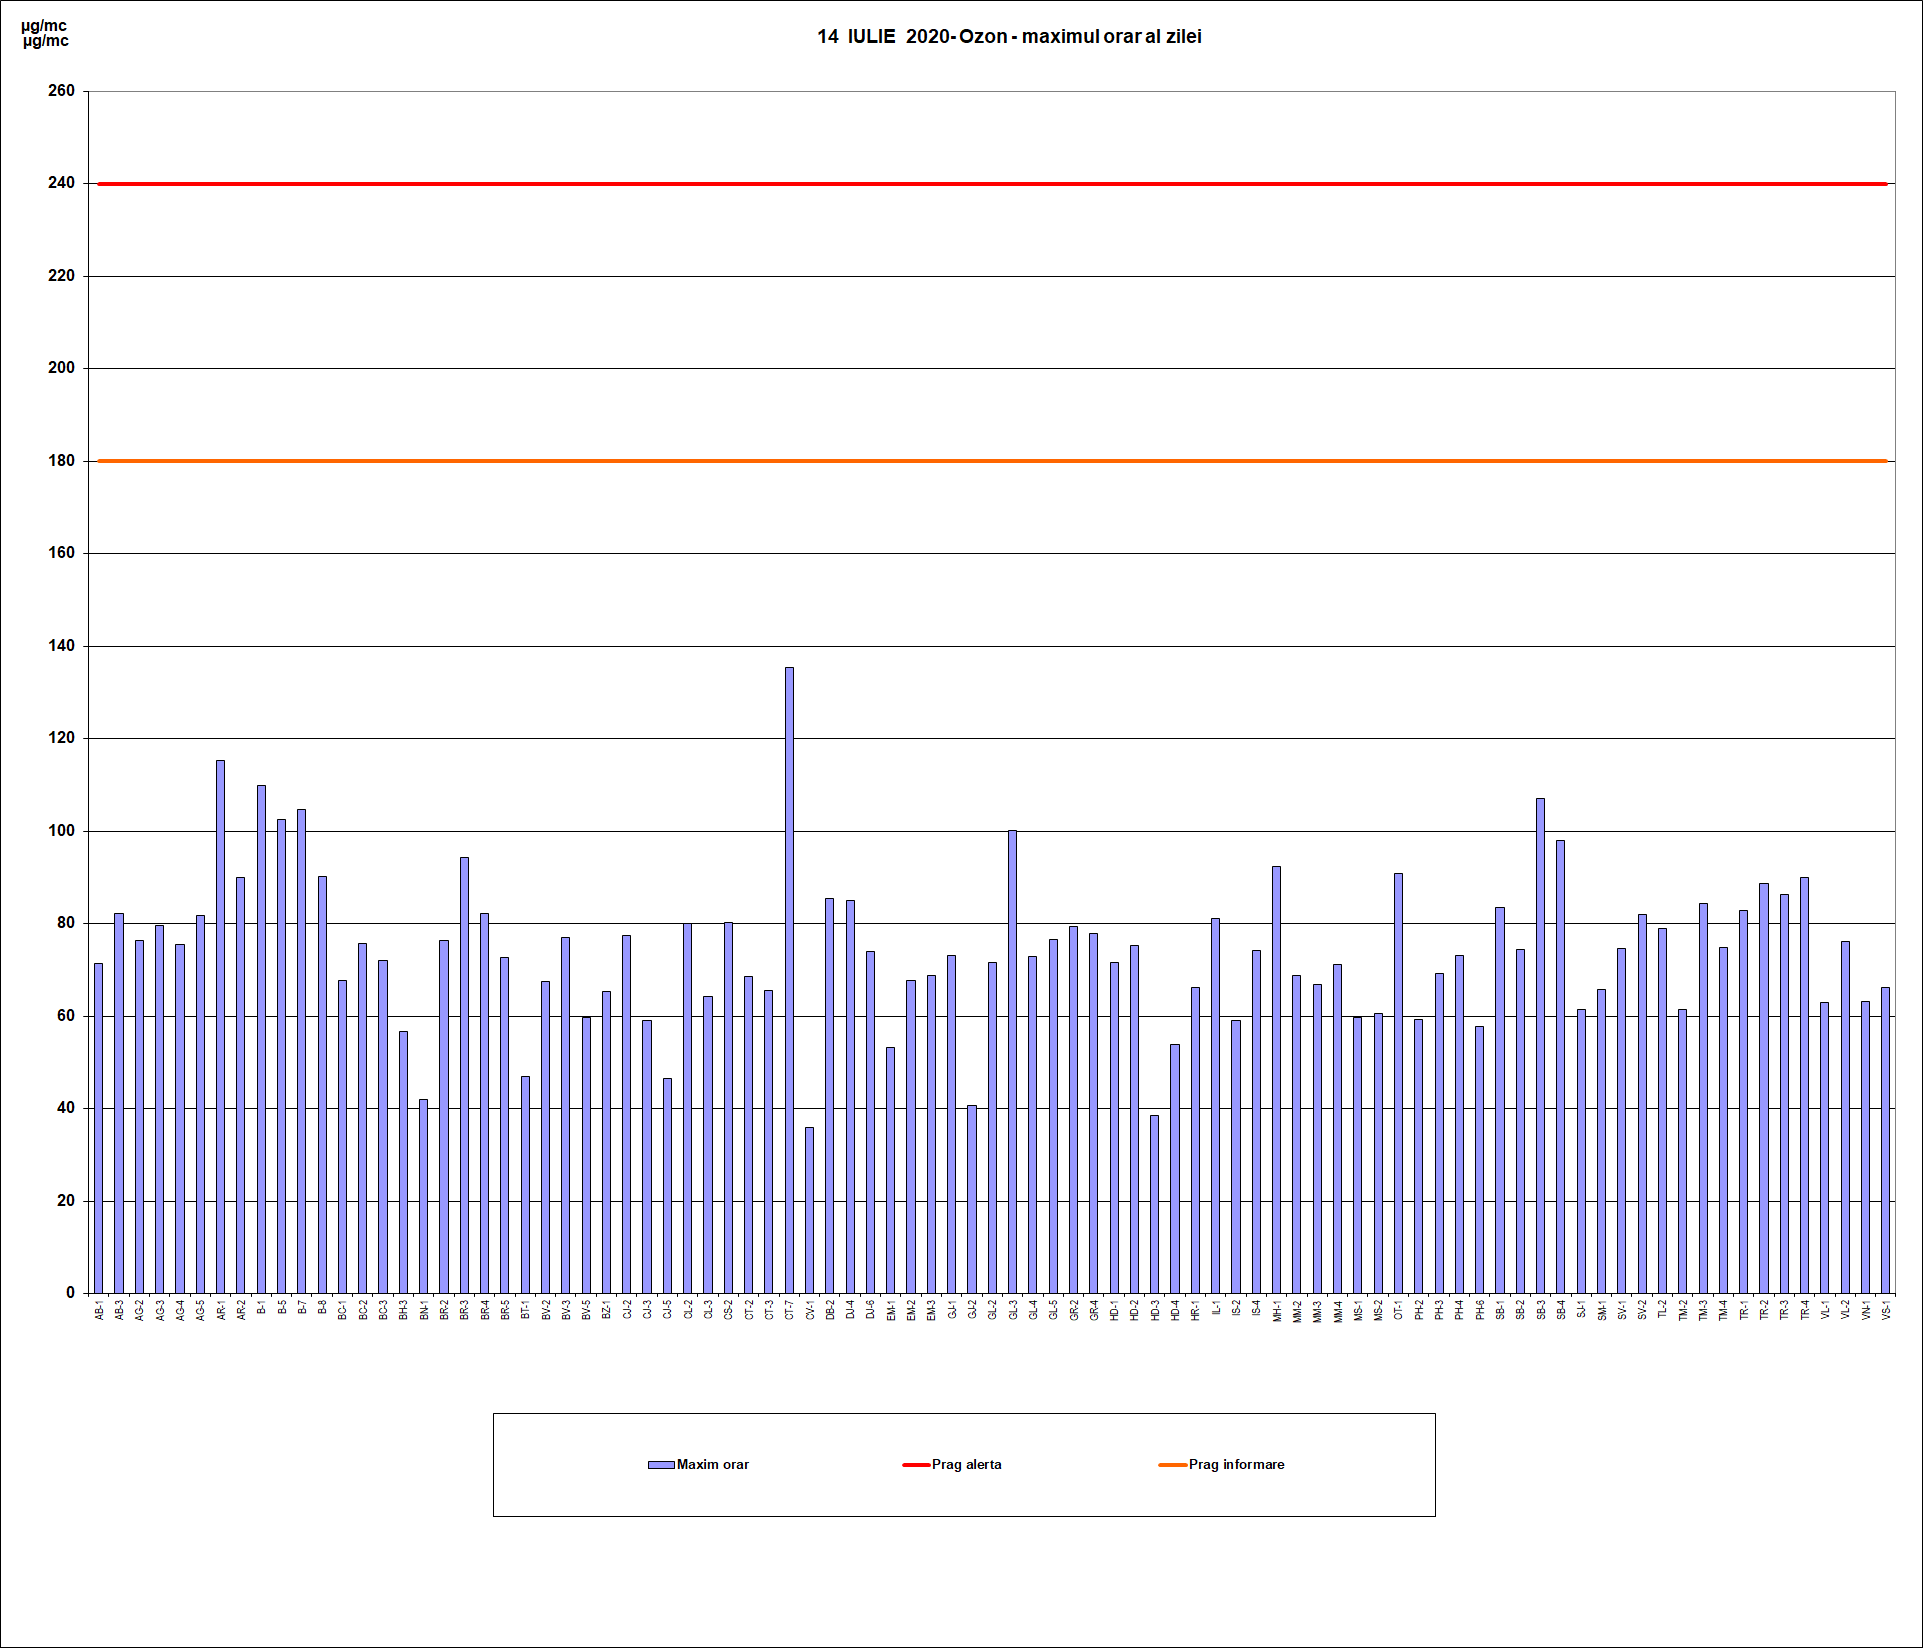 µg/mc
µg/mc
14 IULIE 2020- Ozon - maximul orar al zilei
260
240
220
200
180
160
140
120
100
80
60
40
20
0
AB-1 AB-3 AG-2 AG-3 AG-4 AG-5 AR-1 AR-2 B-1 B-5 B-7 B-8 BC-1 BC-2 BC-3 BH-3 BN-1 BR-2 BR-3 BR-4 BR-5 BT-1 BV-2 BV-3 BV-5 BZ-1 CJ-2 CJ-3 CJ-5 CL-2 CL-3 CS-2 CT-2 CT-3 CT-7 CV-1 DB-2 DJ-4 DJ-6 EM-1 EM-2 EM-3 GJ-1 GJ-2 GL-2 GL-3 GL-4 GL-5 GR-2 GR-4 HD-1 HD-2 HD-3 HD-4 HR-1 IL-1 IS-2 IS-4 MH-1 MM-2 MM-3 MM-4 MS-1 MS-2 OT-1 PH-2 PH-3 PH-4 PH-6 SB-1 SB-2 SB-3 SB-4 SJ-1 SM-1 SV-1 SV-2 TL-2 TM-2 TM-3 TM-4 TR-1 TR-2 TR-3 TR-4 VL-1 VL-2 VN-1 VS-1
Maxim orar Prag alerta Prag informare